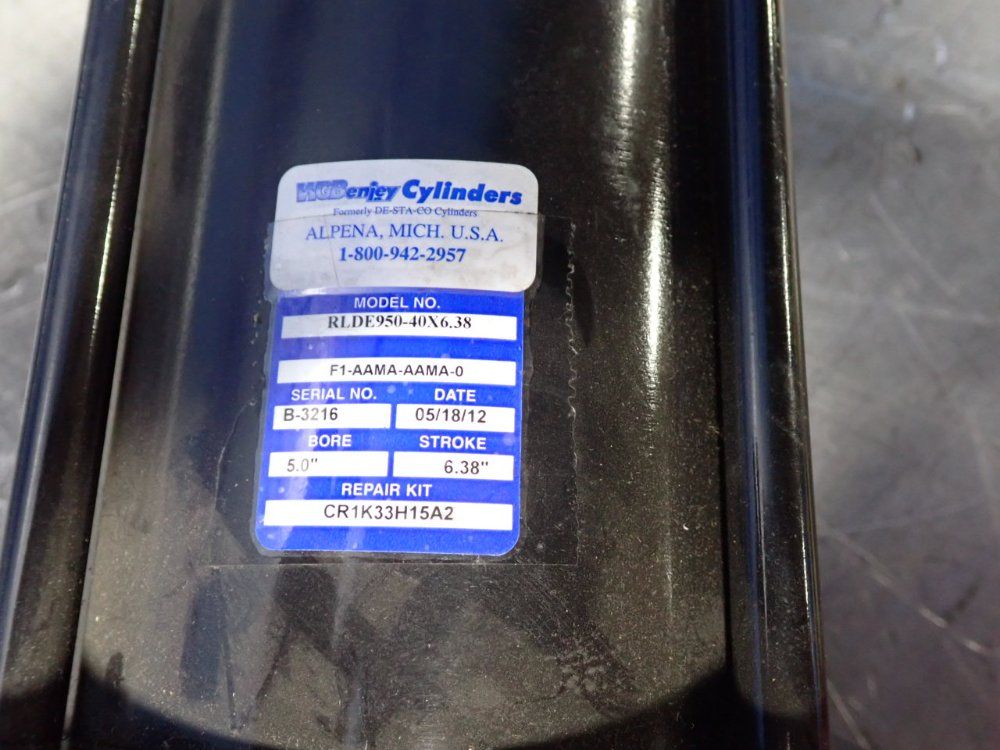 Cylinders
Formerly DE-STA-CO Cylinders
ALPENA, MICH. U.S.A.
1-800-942-2957
MODEL NO.
RLDE950-40X6.38
F1-AAMA-AAMA-0
SERIAL NO. DATE
B-3216 05/18/12
BORE STROKE
5.0" 6.38"
REPAIR KIT
CR1K33H15A2